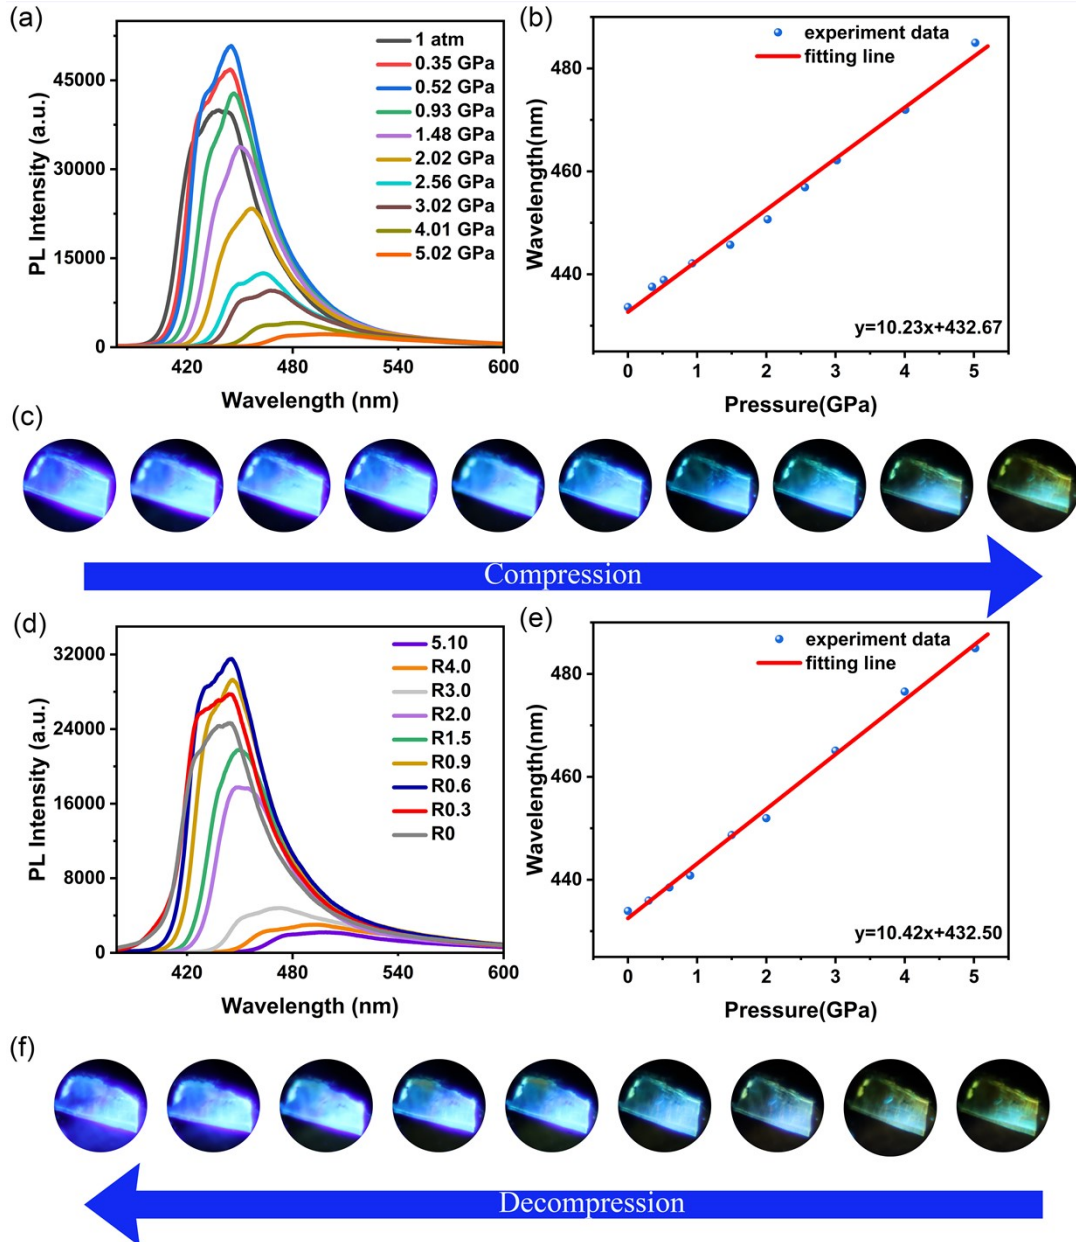 (a)
1 atm
0.35 GPa
0.52 GPa
0.93 GPa
1.48 GPa
2.02 GPa
2.56 GPa
3.02 GPa
4.01 GPa
5.02 GPa
45000
30000
15000
0
PL Intensity (a.u.)
420 480 540 600
Wavelength (nm)
(b)
experiment data
fitting line
480
460
440
Wavelength(nm)
y=10.23x+432.67
0 1 2 3 4 5
Pressure(GPa)
(c)
Compression
(d)
5.10
R4.0
R3.0
R2.0
R1.5
R0.9
R0.6
R0.3
R0
32000
24000
16000
8000
0
PL Intensity (a.u.)
420 480 540 600
Wavelength (nm)
(e)
experiment data
fitting line
480
460
440
Wavelength(nm)
y=10.42x+432.50
0 1 2 3 4 5
Pressure(GPa)
(f)
Decompression